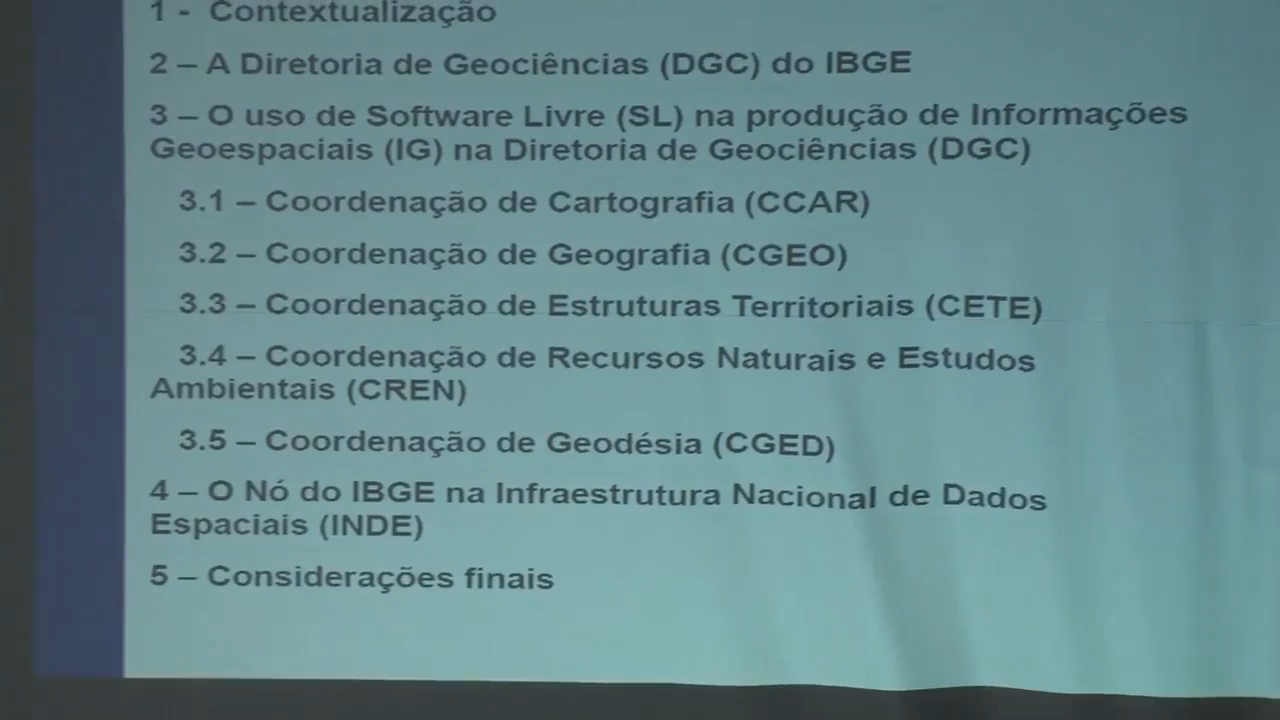 1 - Contextualização
2 – A Diretoria de Geociências (DGC) do IBGE
3 – O uso de Software Livre (SL) na produção de Informações
Geoespaciais (IG) na Diretoria de Geociências (DGC)
3.1 – Coordenação de Cartografia (CCAR)
3.2 – Coordenação de Geografia (CGEO)
3.3 – Coordenação de Estruturas Territoriais (CETE)
3.4 – Coordenação de Recursos Naturais e Estudos
Ambientais (CREN)
3.5 – Coordenação de Geodésia (CGED)
4 – O Nó do IBGE na Infraestrutura Nacional de Dados
Espaciais (INDE)
5 – Considerações finais